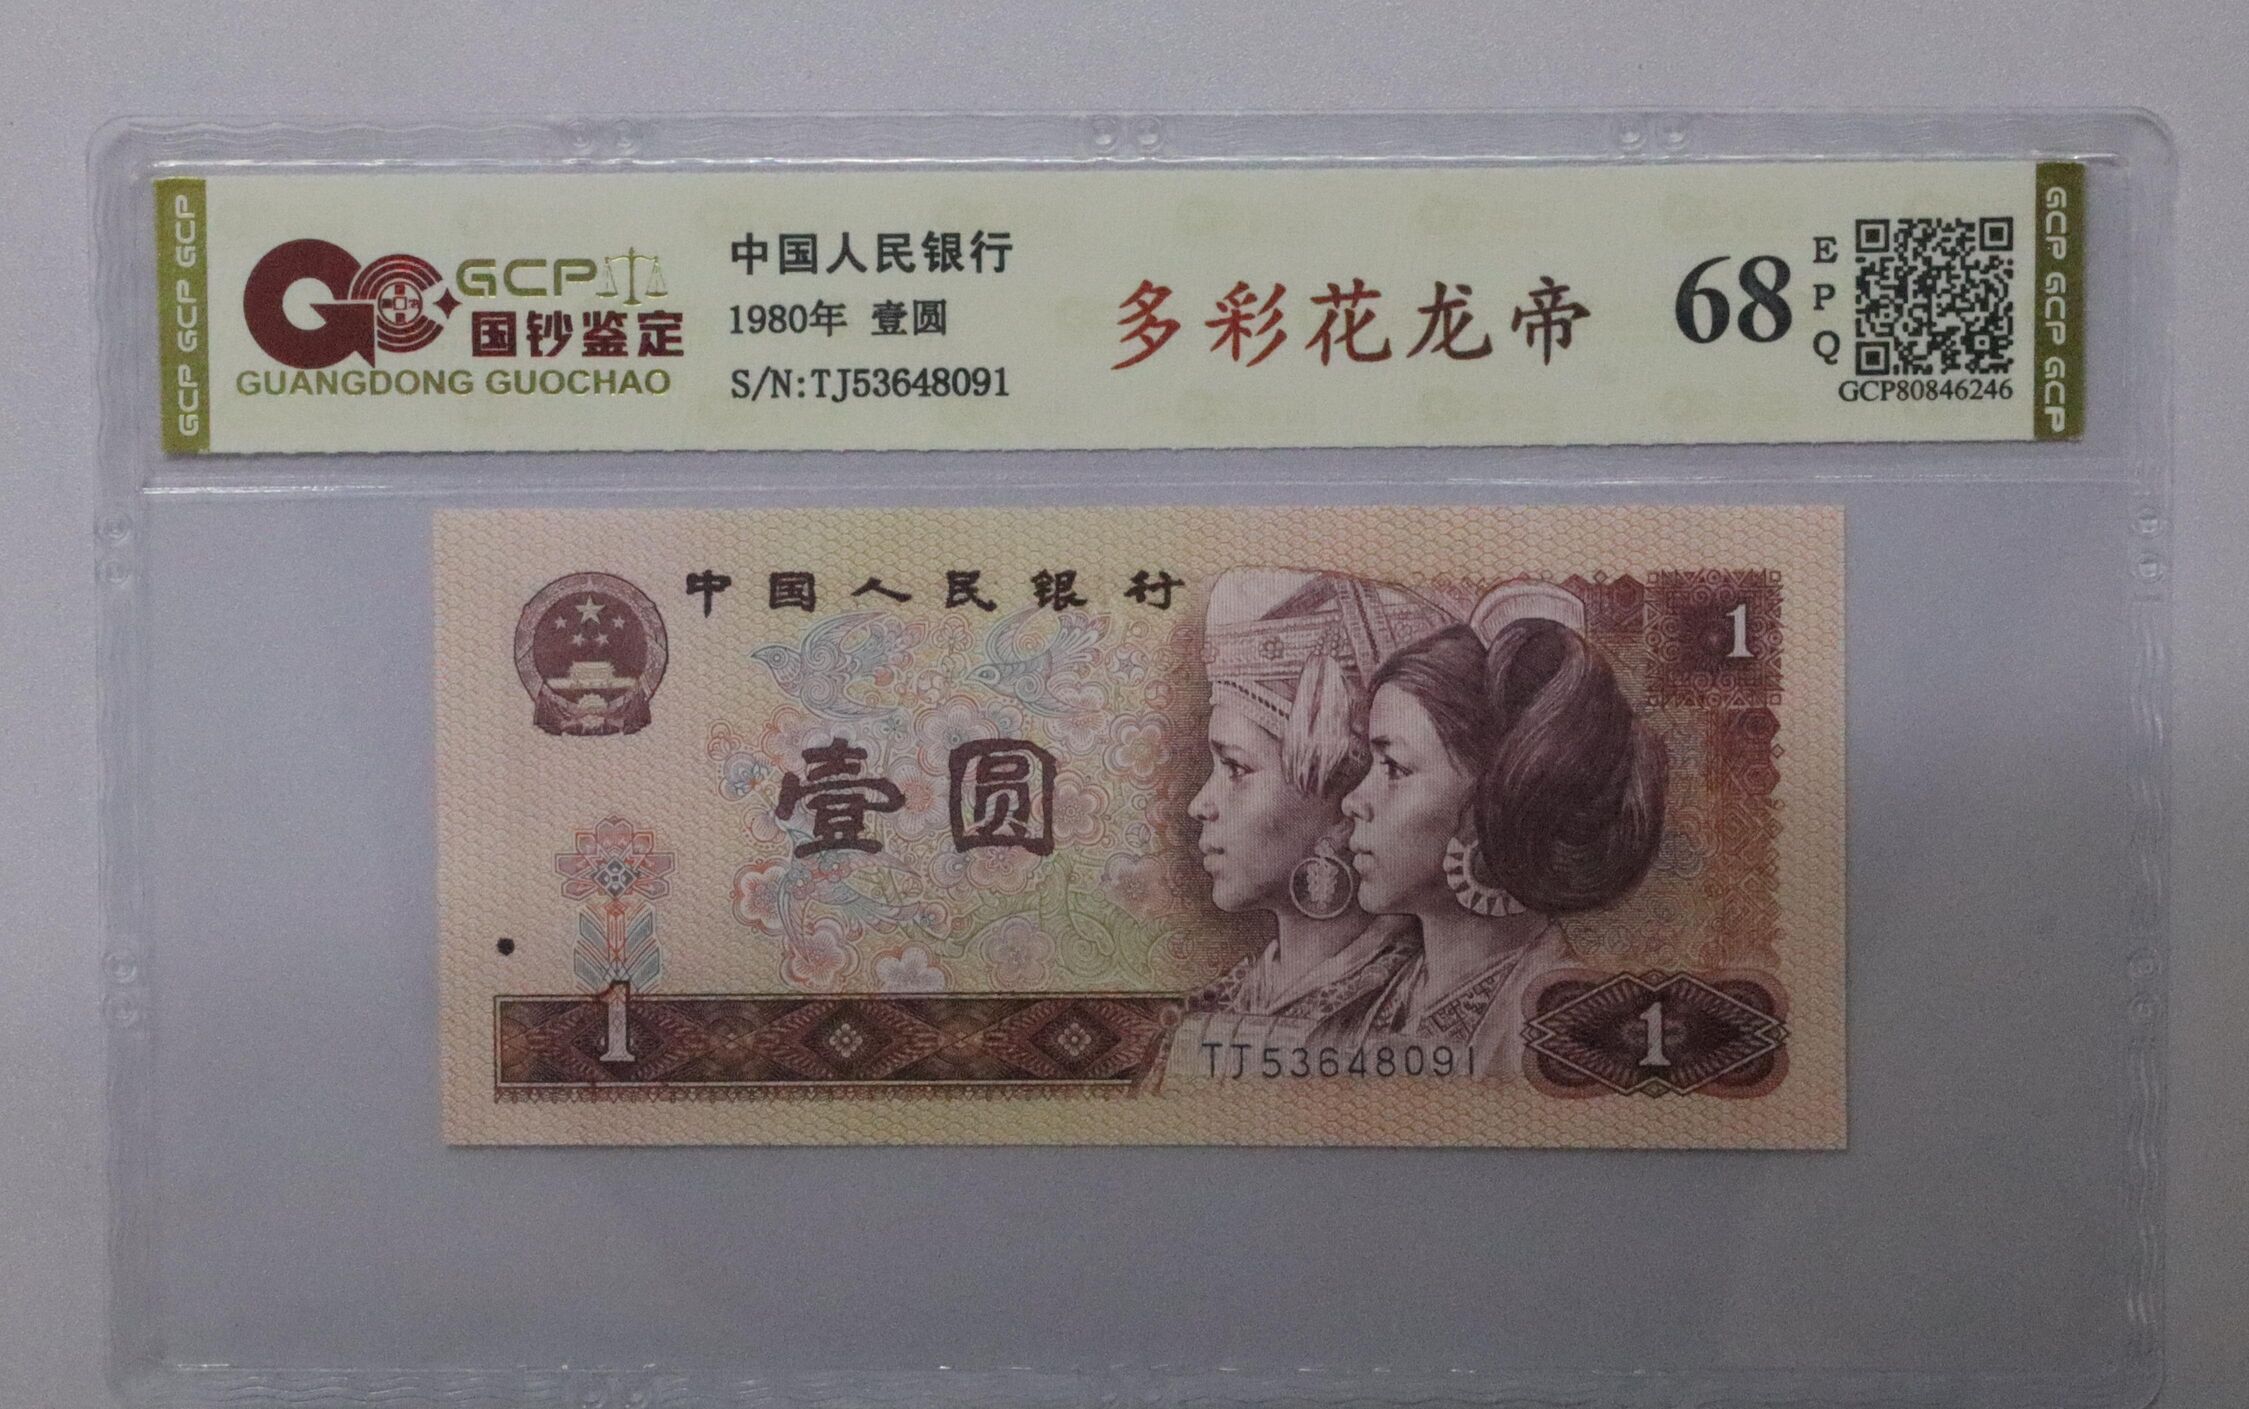 GCP GCP GCP
GCP
国钞鉴定
GUANGDONG GUOCHAO
中国人民银行
1980年 壹圆
S/N:TJ53648091
多彩花龙帝
68
EPQ
GCP80846246
GCP GCP GCP
中国人民银行
1
壹圆
1
1
TJ53648091